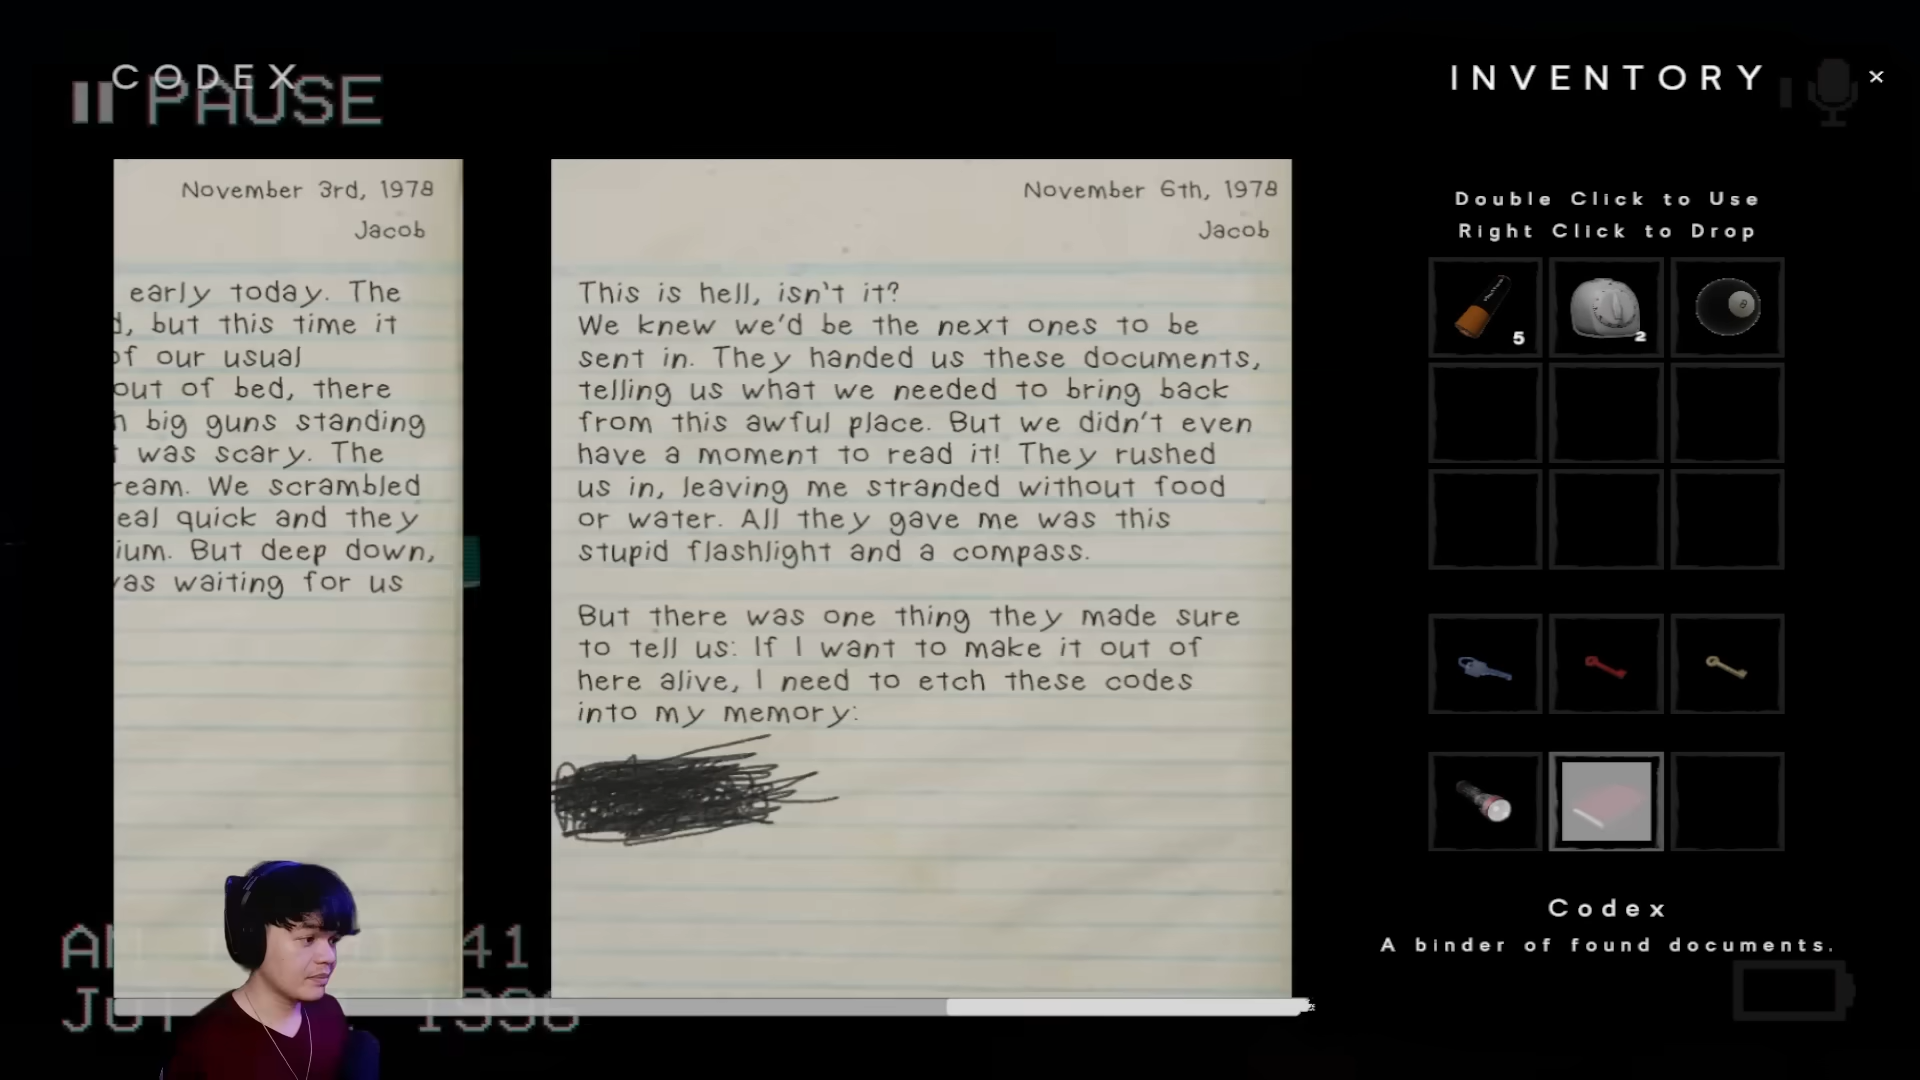 CODEX
PAUSE
INVENTORY
×
November 3rd, 1978
Jacob
early today. The
d, but this time it
of our usual
out of bed, there
h big guns standing
was scary. The
ream. We scrambled
eal quick and they
ium. But deep down,
was waiting for us
November 6th, 1978
Jacob
This is hell, isn't it?
We knew we'd be the next ones to be
sent in. They handed us these documents,
telling us what we needed to bring back
from this awful place. But we didn't even
have a moment to read it! They rushed
us in, leaving me stranded without food
or water. All they gave me was this
stupid flashlight and a compass.
But there was one thing they made sure
to tell us: If I want to make it out of
here alive, I need to etch these codes
into my memory:
Double Click to Use
Right Click to Drop
5
2
8
Codex
A binder of found documents.
41